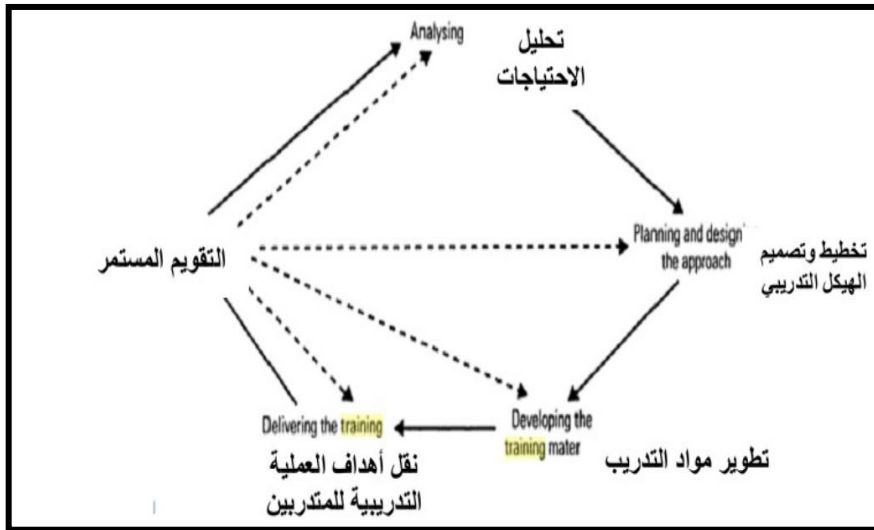 Analysing
تحليل
الاحتياجات
Planning and design
the approach
تخطيط وتصميم
الهيكل التدريبي
التقويم المستمر
Delivering the training
نقل أهداف العملية
التدريبية للمتدربين
Developing the
training mater
تطوير مواد التدريب